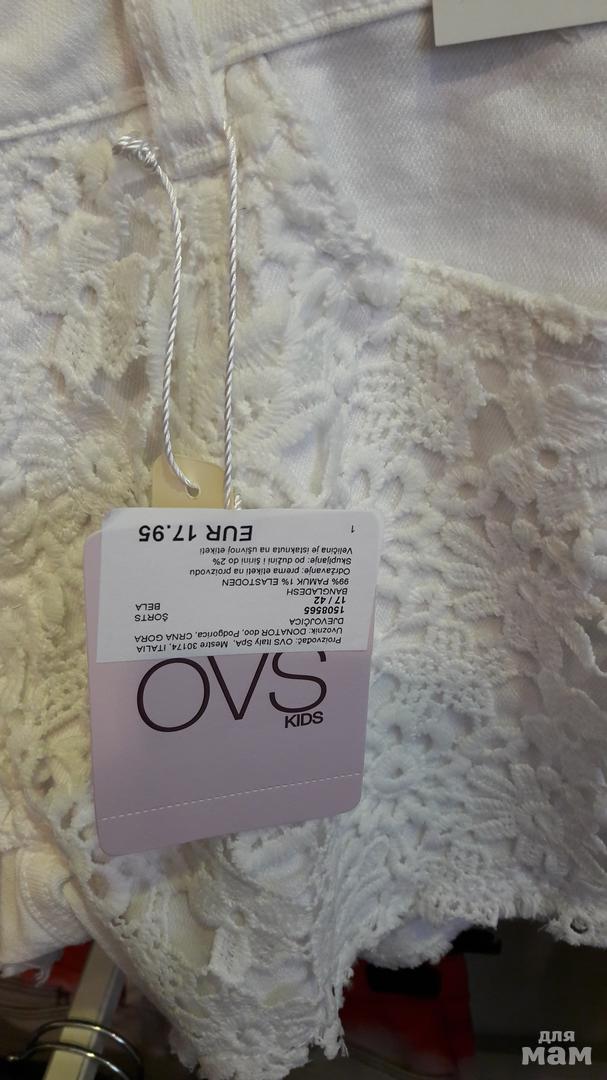 Proizvođač: OVS Italy SpA, Mestre 30174, ITALIA
Uvoznik: DONATOR doo, Podgorica, CRNA GORA
DJEVOJČICA
ŠORTS
1508565
BELA
17 / 42
BANGLADESH
99% PAMUK 1% ELASTODEN
Održavanje: prema etiketi na proizvodu
Skupljanje: po dužini i širini do 2%
Veličina je istaknuta na ušivnoj etiketi
1
EUR 17.95
OVS
KIDS
для
мам